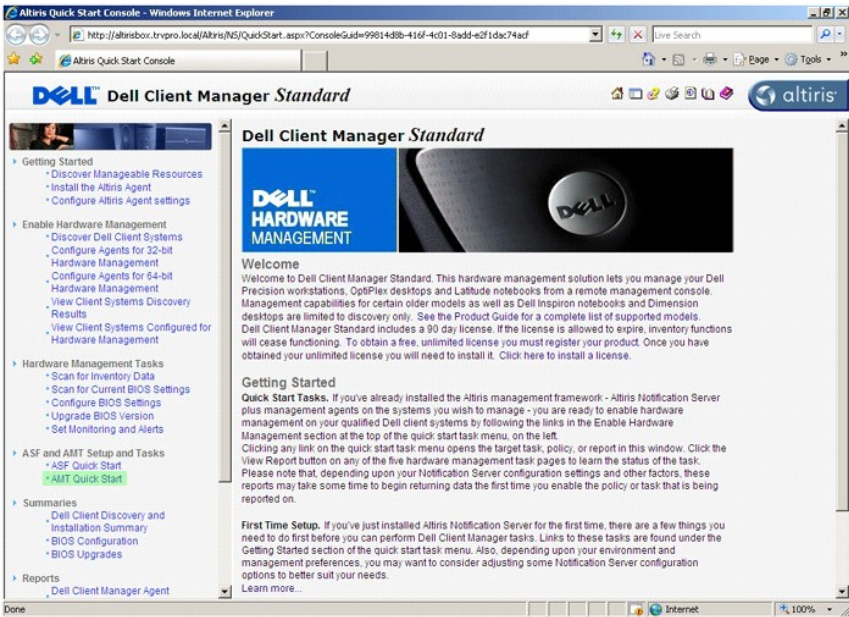 Altiris Quick Start Console - Windows Internet Explorer
http://altirisbox.trvpro.local/Altiris/NS/QuickStart.aspx?ConsoleGuid=99814d8b-416f-4c01-8add-e2f1dac74acf
Live Search
Altiris Quick Start Console
Page
Tools
DELL™ Dell Client Manager Standard
altiris
Getting Started
Discover Manageable Resources
Install the Altiris Agent
Configure Altiris Agent settings
Enable Hardware Management
Discover Dell Client Systems
Configure Agents for 32-bit
Hardware Management
Configure Agents for 64-bit
Hardware Management
View Client Systems Discovery
Results
View Client Systems Configured for
Hardware Management
Hardware Management Tasks
Scan for Inventory Data
Scan for Current BIOS Settings
Configure BIOS Settings
Upgrade BIOS Version
Set Monitoring and Alerts
ASF and AMT Setup and Tasks
ASF Quick Start
AMT Quick Start
Summaries
Dell Client Discovery and
Installation Summary
BIOS Configuration
BIOS Upgrades
Reports
Dell Client Manager Agent
Dell Client Manager Standard
DELL™
HARDWARE
MANAGEMENT
DELL
Welcome
Welcome to Dell Client Manager Standard. This hardware management solution lets you manage your Dell
Precision workstations, OptiPlex desktops and Latitude notebooks from a remote management console.
Management capabilities for certain older models as well as Dell Inspiron notebooks and Dimension
desktops are limited to discovery only. See the Product Guide for a complete list of supported models.
Dell Client Manager Standard includes a 90 day license. If the license is allowed to expire, inventory functions
will cease functioning. To obtain a free, unlimited license you must register your product. Once you have
obtained your unlimited license you will need to install it. Click here to install a license.
Getting Started
Quick Start Tasks. If you've already installed the Altiris management framework - Altiris Notification Server
plus management agents on the systems you wish to manage - you are ready to enable hardware
management on your qualified Dell client systems by following the links in the Enable Hardware
Management section at the top of the quick start task menu, on the left.
Clicking any link on the quick start task menu opens the target task, policy, or report in this window. Click the
View Report button on any of the five hardware management task pages to learn the status of the task.
Please note that, depending upon your Notification Server configuration settings and other factors, these
reports may take some time to begin returning data the first time you enable the policy or task that is being
reported on.
First Time Setup. If you've just installed Altiris Notification Server for the first time, there are a few things you
need to do first before you can perform Dell Client Manager tasks. Links to these tasks are found under the
Getting Started section of the quick start task menu. Also, depending upon your environment and
management preferences, you may want to consider adjusting some Notification Server configuration
options to better suit your needs.
Learn more...
Done
Internet
100%